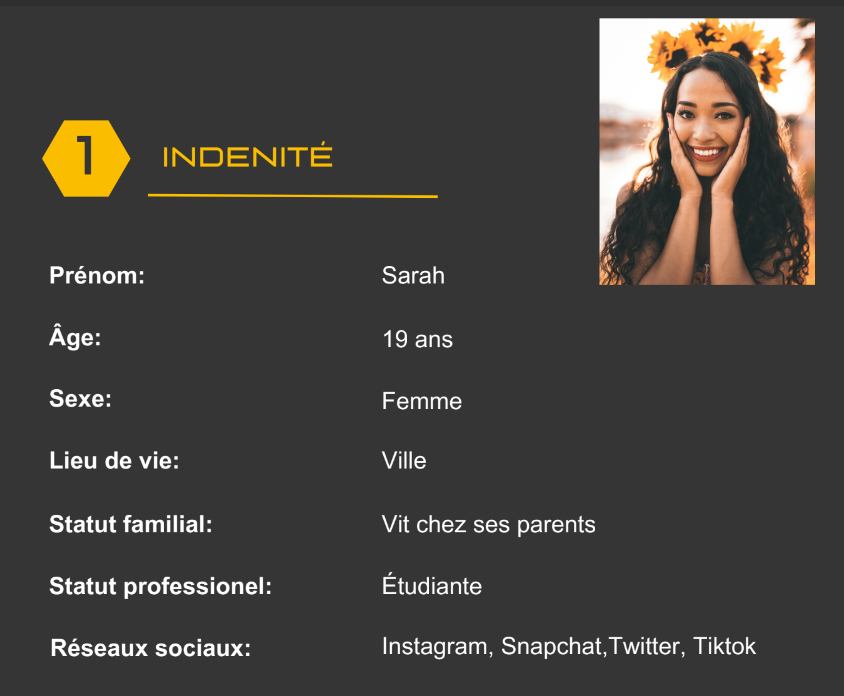 1
INDENITÉ
Prénom: Sarah
Âge: 19 ans
Sexe: Femme
Lieu de vie: Ville
Statut familial: Vit chez ses parents
Statut professionel: Étudiante
Réseaux sociaux: Instagram, Snapchat,Twitter, Tiktok